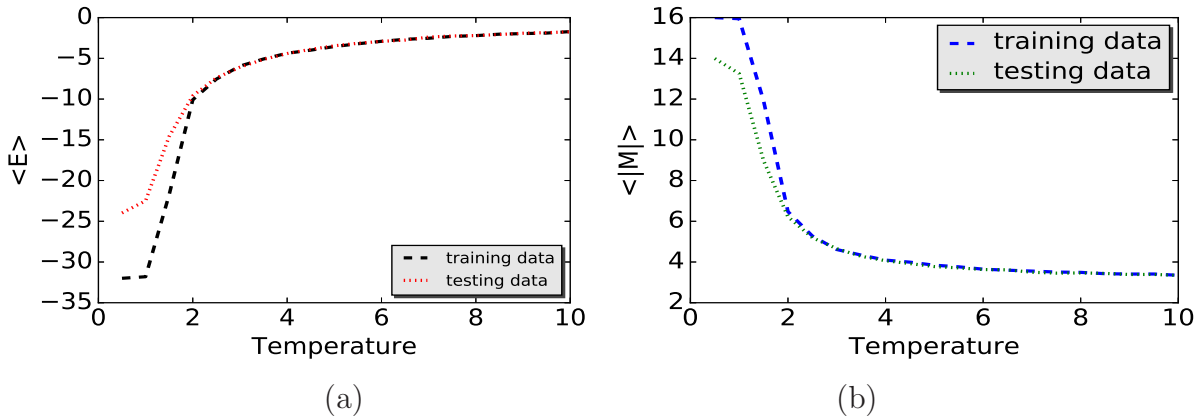 0
−5
−10
−15
−20
−25
−30
−35
<E>
0 2 4 6 8 10
Temperature
training data
testing data
(a)
16
14
12
10
8
6
4
2
<|M|>
0 2 4 6 8 10
Temperature
training data
testing data
(b)